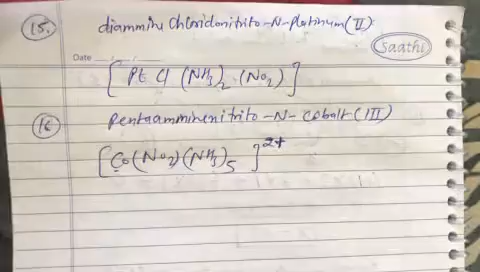 15. diammine chloridonitrito-N-platinum(II):
Saathi
Date
[Pt Cl (NH₃)₂ (NO₂)]
16 Pentaamminenitrito-N-cobalt(III)
[Co(NO₂)(NH₃)₅]²⁺